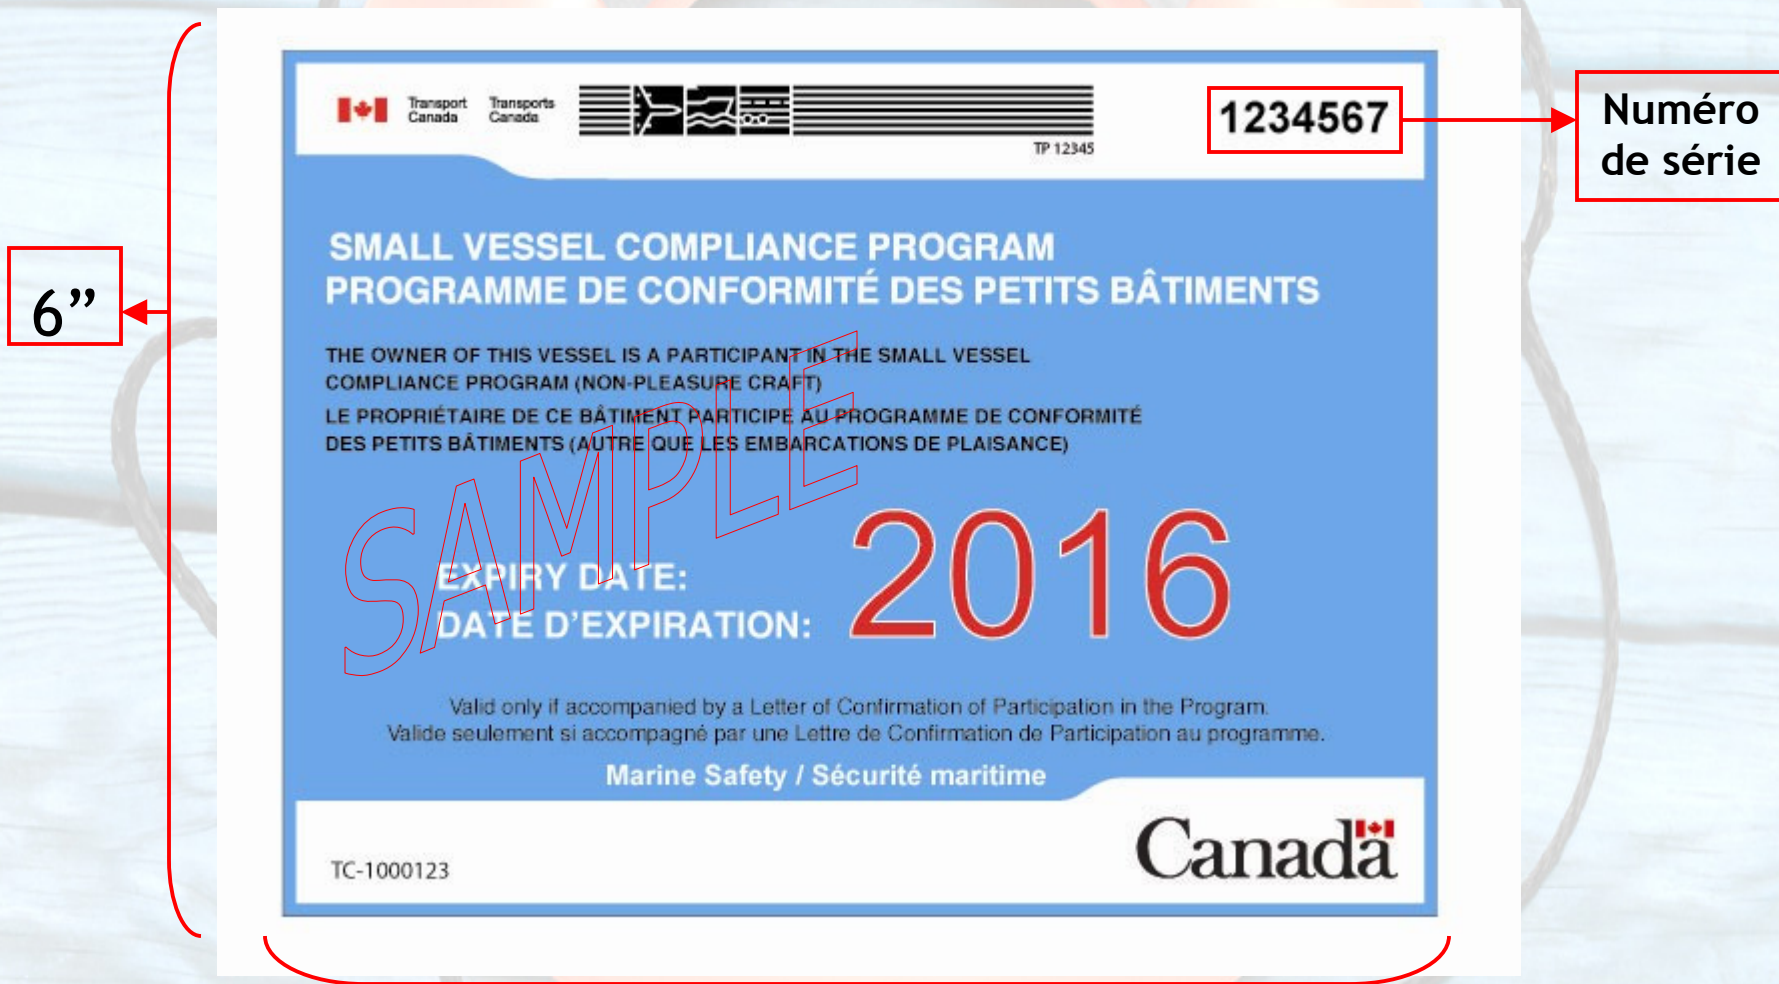 Transport Canada
Transports Canada
TP 12345
1234567
Numéro de série
6”
SMALL VESSEL COMPLIANCE PROGRAM
PROGRAMME DE CONFORMITÉ DES PETITS BÂTIMENTS
THE OWNER OF THIS VESSEL IS A PARTICIPANT IN THE SMALL VESSEL
COMPLIANCE PROGRAM (NON-PLEASURE CRAFT)
LE PROPRIÉTAIRE DE CE BÂTIMENT PARTICIPE AU PROGRAMME DE CONFORMITÉ
DES PETITS BÂTIMENTS (AUTRE QUE LES EMBARCATIONS DE PLAISANCE)
SAMPLE
EXPIRY DATE:
DATE D’EXPIRATION:
2016
Valid only if accompanied by a Letter of Confirmation of Participation in the Program.
Valide seulement si accompagné par une Lettre de Confirmation de Participation au programme.
Marine Safety / Sécurité maritime
TC-1000123
Canada